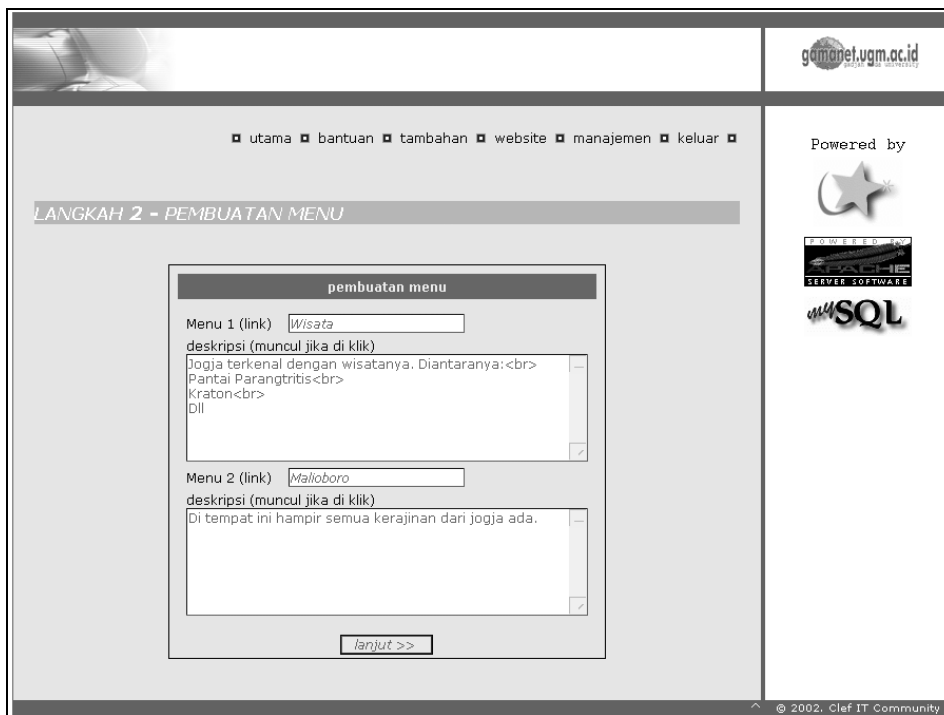 gamanet.ugm.ac.id
gadjah mada university
utama bantuan tambahan website manajemen keluar
Powered by
LANGKAH 2 - PEMBUATAN MENU
POWERED BY
APACHE
SERVER SOFTWARE
mySQL
pembuatan menu
Menu 1 (link) Wisata
deskripsi (muncul jika di klik)
Jogja terkenal dengan wisatanya. Diantaranya:<br>
Pantai Parangtritis<br>
Kraton<br>
Dll
Menu 2 (link) Malioboro
deskripsi (muncul jika di klik)
Di tempat ini hampir semua kerajinan dari jogja ada.
lanjut >>
^ © 2002. Clef IT Community